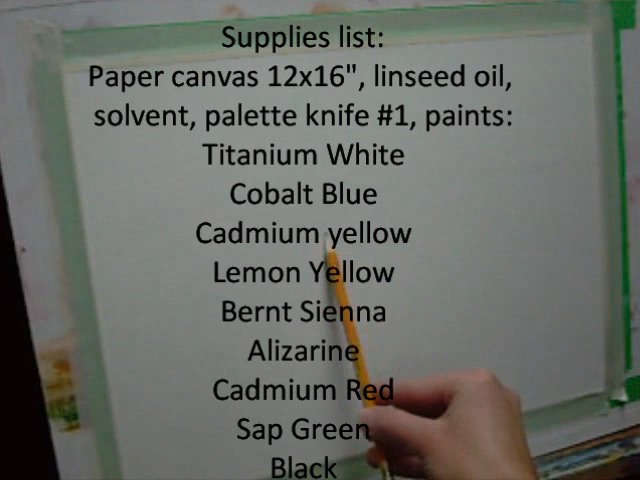 Supplies list:
Paper canvas 12x16", linseed oil,
solvent, palette knife #1, paints:
Titanium White
Cobalt Blue
Cadmium yellow
Lemon Yellow
Bernt Sienna
Alizarine
Cadmium Red
Sap Green
Black